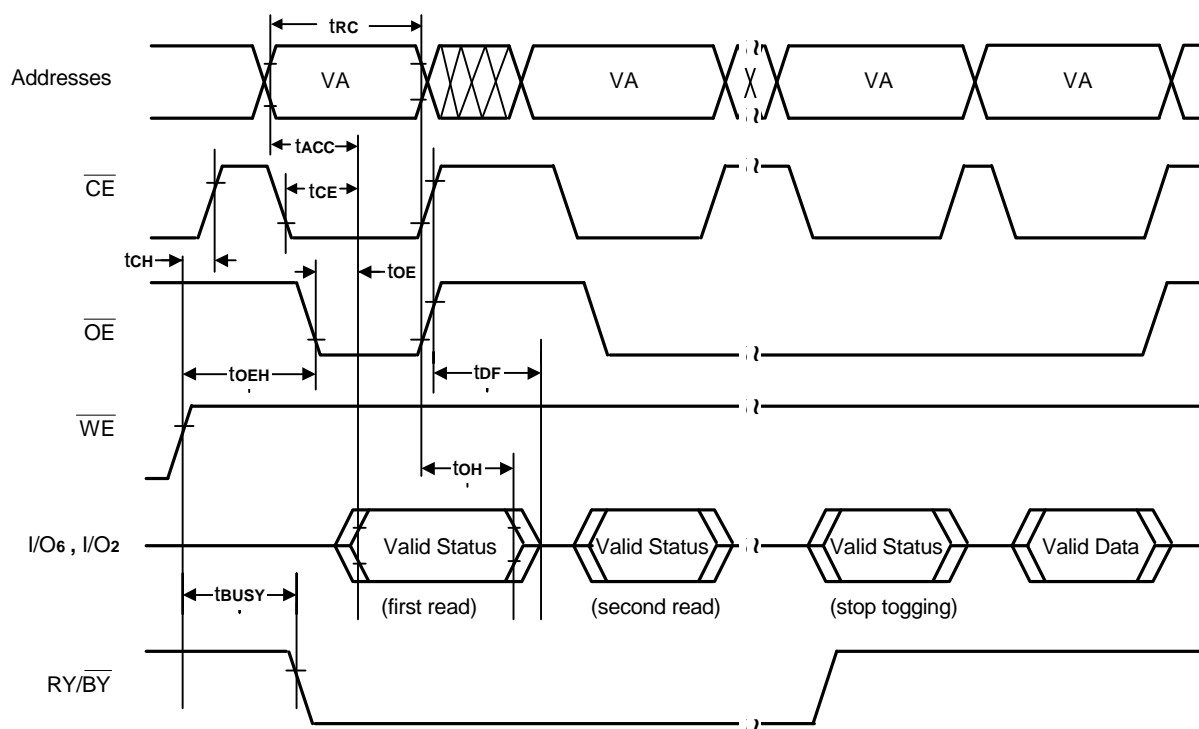 tRC
Addresses
VA
VA
VA
VA
tACC
CE
tCE
tCH
tOE
OE
tOEH
tDF
WE
tOH
I/O6 , I/O2
Valid Status
Valid Status
Valid Status
Valid Data
tBUSY
(first read)
(second read)
(stop togging)
RY/BY